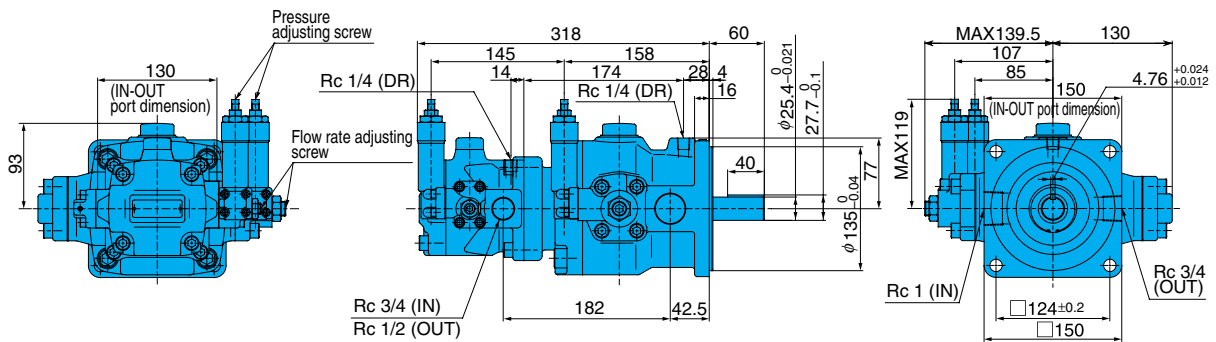 Pressure
adjusting screw
130
(IN-OUT
port dimension)
93
Flow rate adjusting
screw
318
60
145
158
14
174
28
4
16
Rc 1/4 (DR)
Rc 1/4 (DR)
φ25.4 0 -0.021
27.7 0 -0.1
40
77
φ135 0 -0.04
Rc 3/4 (IN)
Rc 1/2 (OUT)
182
42.5
MAX139.5
130
107
85
4.76 +0.024 +0.012
150
(IN-OUT port dimension)
MAX119
Rc 1 (IN)
Rc 3/4
(OUT)
□124±0.2
□150